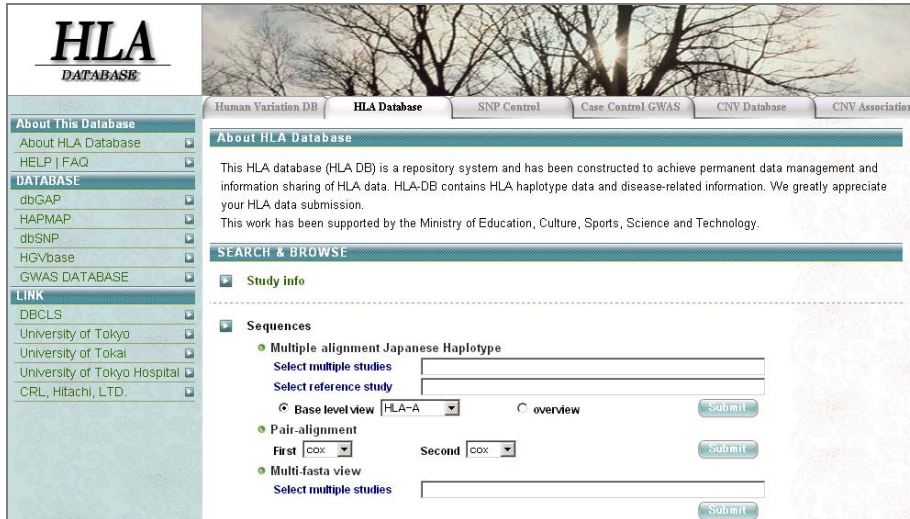 HLA
DATABASE
Human Variation DB
HLA Database
SNP Control
Case Control GWAS
CNV Database
CNV Association
About This Database
About HLA Database
HELP | FAQ
DATABASE
dbGAP
HAPMAP
dbSNP
HGVbase
GWAS DATABASE
LINK
DBCLS
University of Tokyo
University of Tokai
University of Tokyo Hospital
CRL, Hitachi, LTD.
About HLA Database
This HLA database (HLA DB) is a repository system and has been constructed to achieve permanent data management and
information sharing of HLA data. HLA-DB contains HLA haplotype data and disease-related information. We greatly appreciate
your HLA data submission.
This work has been supported by the Ministry of Education, Culture, Sports, Science and Technology.
SEARCH & BROWSE
Study info
Sequences
Multiple alignment Japanese Haplotype
Select multiple studies
Select reference study
Base level view HLA-A overview Submit
Pair-alignment
First cox Second cox Submit
Multi-fasta view
Select multiple studies
Submit